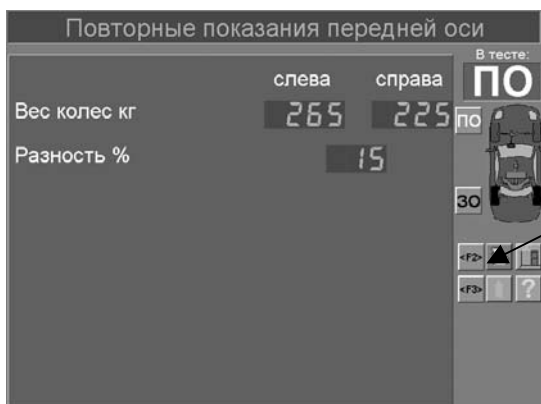 Повторные показания передней оси
В тесте:
ПО
слева справа
Вес колес кг 265 225
ПО
Разность % 15
ЗО
<F2>
<F3> ?